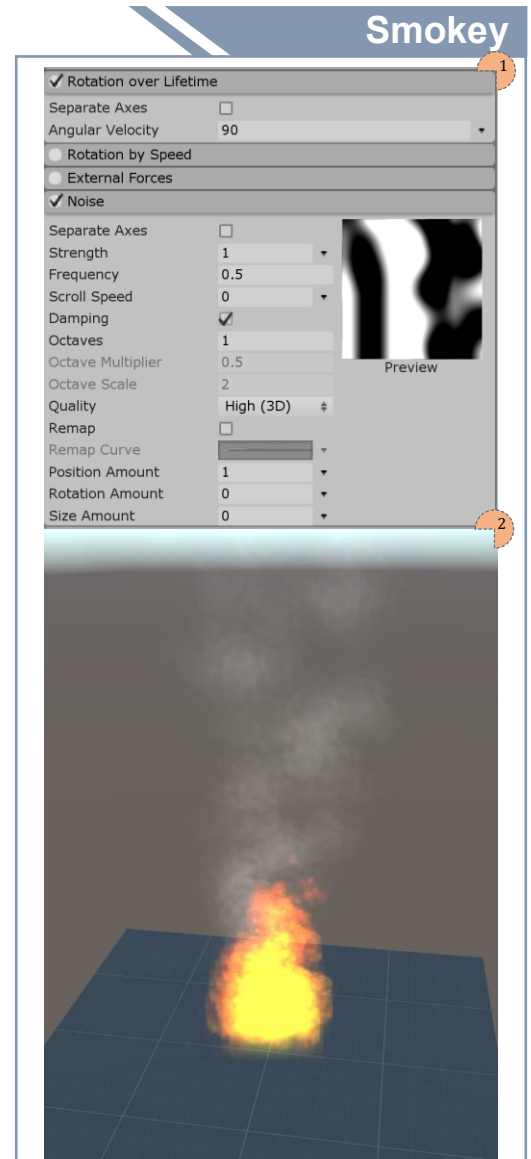 Smokey
1
Rotation over Lifetime
Separate Axes
Angular Velocity 90
Rotation by Speed
External Forces
Noise
Separate Axes
Strength 1
Frequency 0.5
Scroll Speed 0
Damping
Octaves 1
Octave Multiplier 0.5
Octave Scale 2
Quality High (3D)
Remap
Remap Curve
Position Amount 1
Rotation Amount 0
Size Amount 0
Preview
2